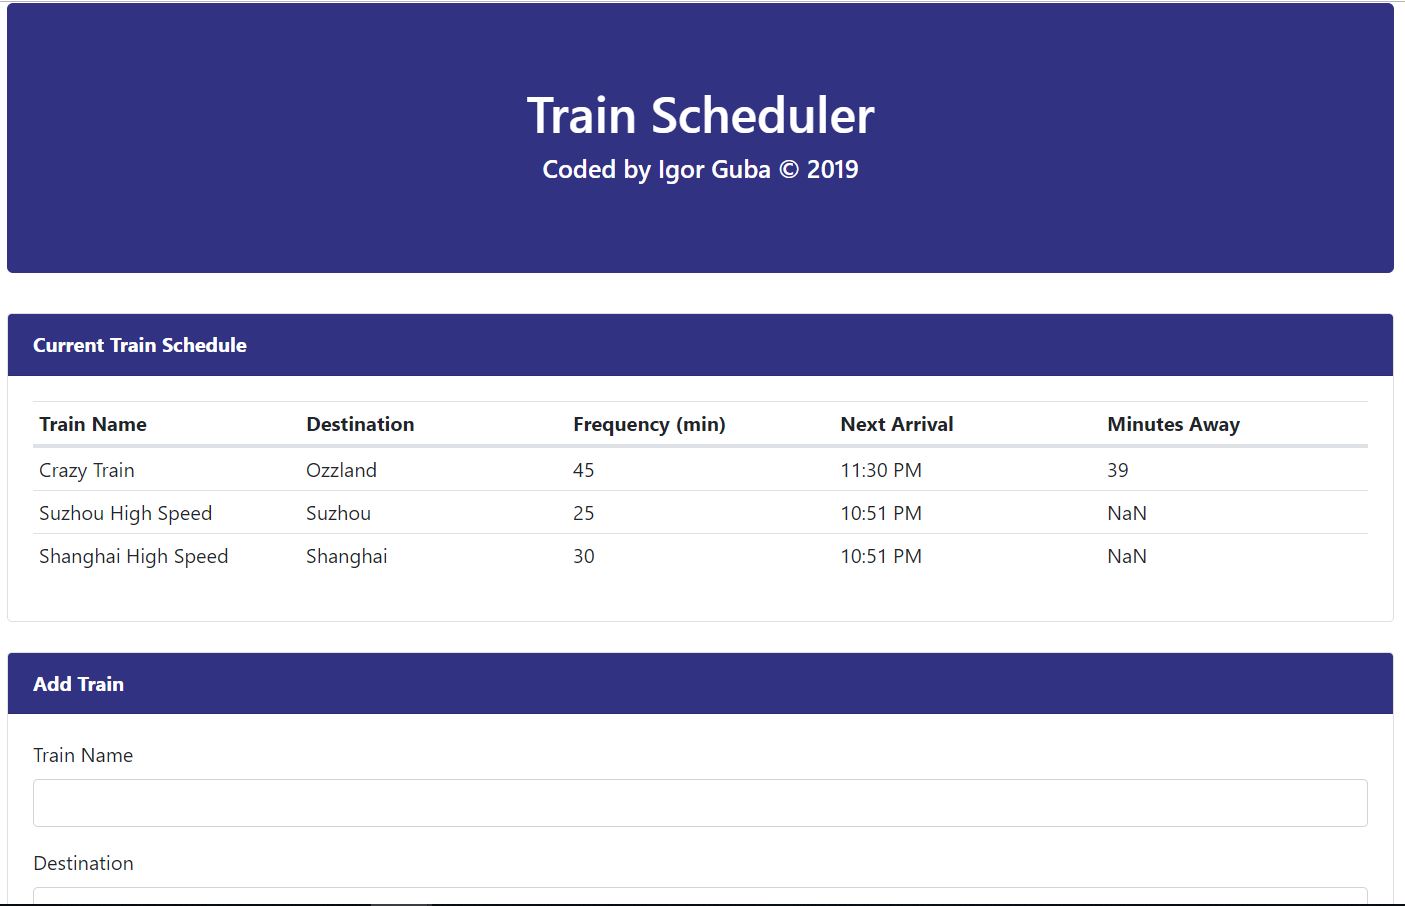 Train Scheduler
Coded by Igor Guba © 2019
Current Train Schedule
Train Name Destination Frequency (min) Next Arrival Minutes Away
Crazy Train Ozzland 45 11:30 PM 39
Suzhou High Speed Suzhou 25 10:51 PM NaN
Shanghai High Speed Shanghai 30 10:51 PM NaN
Add Train
Train Name
Destination